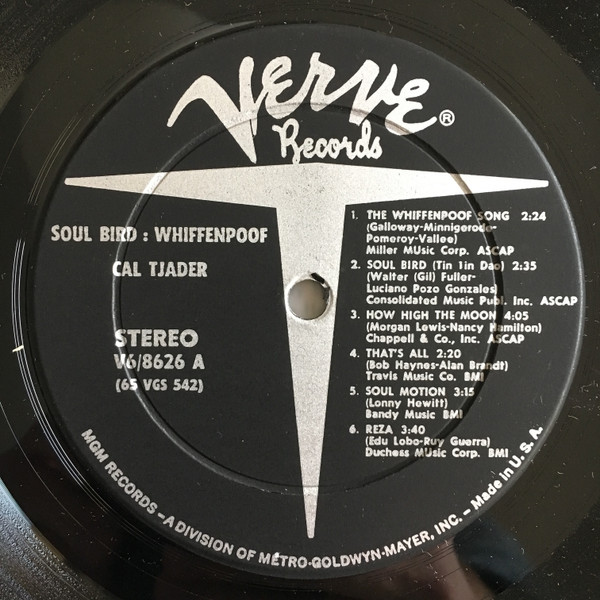 VERVE®
Records
SOUL BIRD : WHIFFENPOOF
CAL TJADER
STEREO
V6/8626 A
(65 VGS 542)
1. THE WHIFFENPOOF SONG 2:24
(Galloway-Minnigerode-
Pomeroy-Vallee)
Miller MUsic Corp. ASCAP
2. SOUL BIRD (Tin 1in Dao) 2:35
(Walter (Gil) Fuller-
Luciano Pozo Gonzales)
Consolidated Music Publ. Inc. ASCAP
3. HOW HIGH THE MOON 4:05
(Morgan Lewis-Nancy Hamilton)
Chappell & Co., Inc. ASCAP
4. THAT'S ALL 2:20
(Bob Haynes-Alan Brandt)
Travis Music Co. BMI
5. SOUL MOTION 3:15
(Lonny Hewitt)
Bandy Music BMI
6. REZA 3:40
(Edu Lobo-Ruy Guerra)
Duchess MUsic Corp. BMI
MGM RECORDS – A DIVISION OF METRO-GOLDWYN-MAYER, INC. – Made in U. S. A.